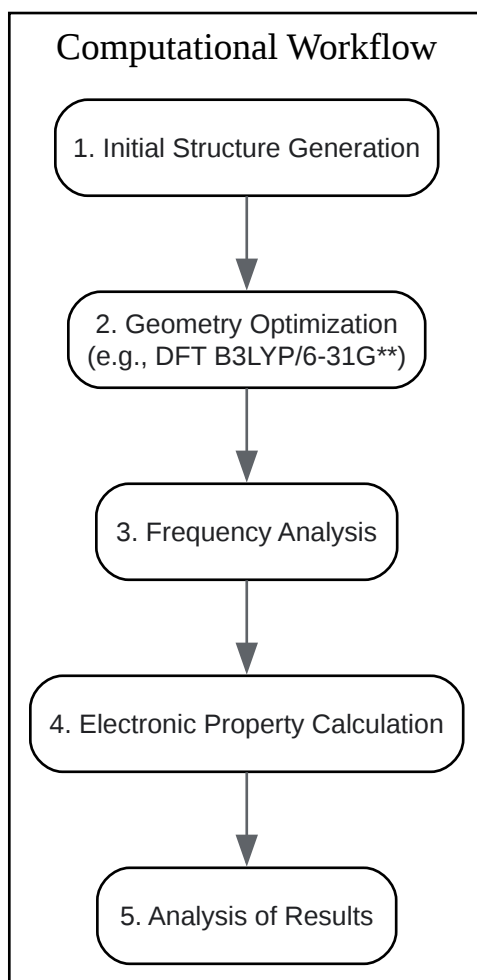 Computational Workflow
1. Initial Structure Generation
2. Geometry Optimization
(e.g., DFT B3LYP/6-31G**)
3. Frequency Analysis
4. Electronic Property Calculation
5. Analysis of Results